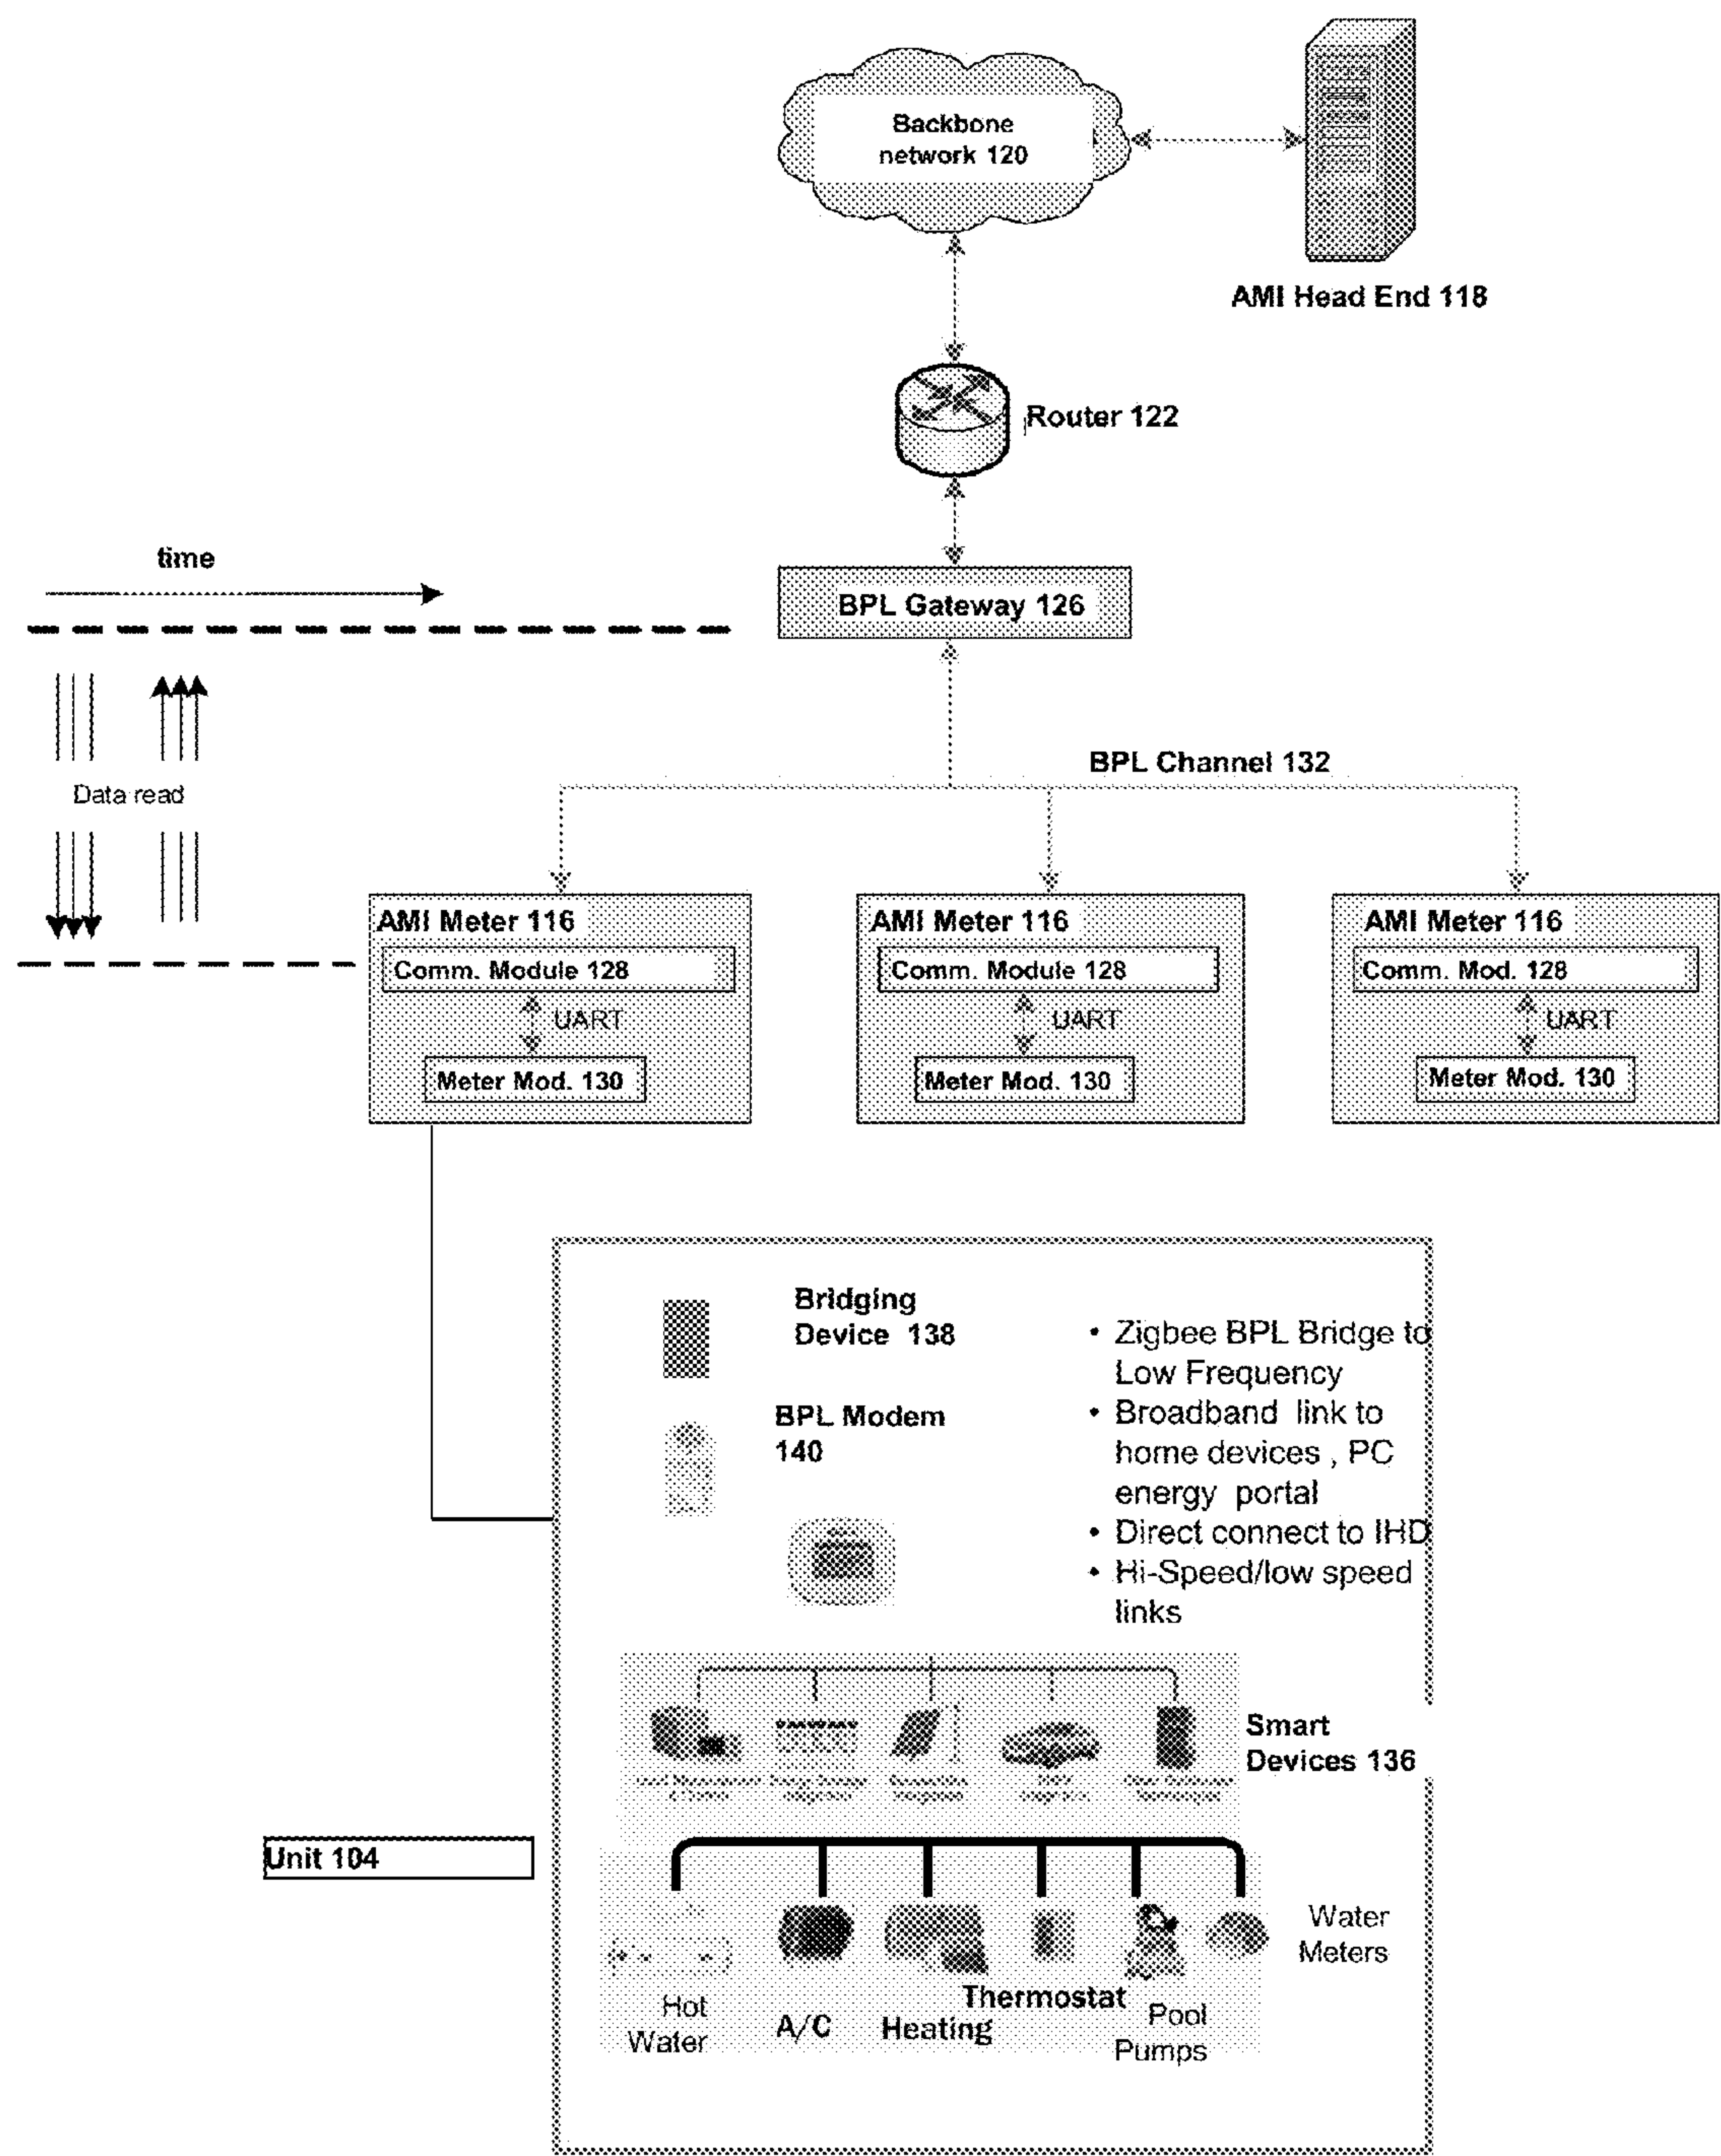 Backbone
network 120
AMI Head End 118
Router 122
time
BPL Gateway 126
Data read
BPL Channel 132
AMI Meter 116
Comm. Module 128
UART
Meter Mod. 130
AMI Meter 116
Comm. Module 128
UART
Meter Mod. 130
AMI Meter 116
Comm. Mod. 128
UART
Meter Mod. 130
Bridging
Device 138
BPL Modem
140
• Zigbee BPL Bridge to
Low Frequency
• Broadband link to
home devices , PC
energy portal
• Direct connect to IHD
• Hi-Speed/low speed
links
Smart
Devices 136
Unit 104
Water
Meters
Hot
Water
A/C
Heating
Thermostat
Pool
Pumps